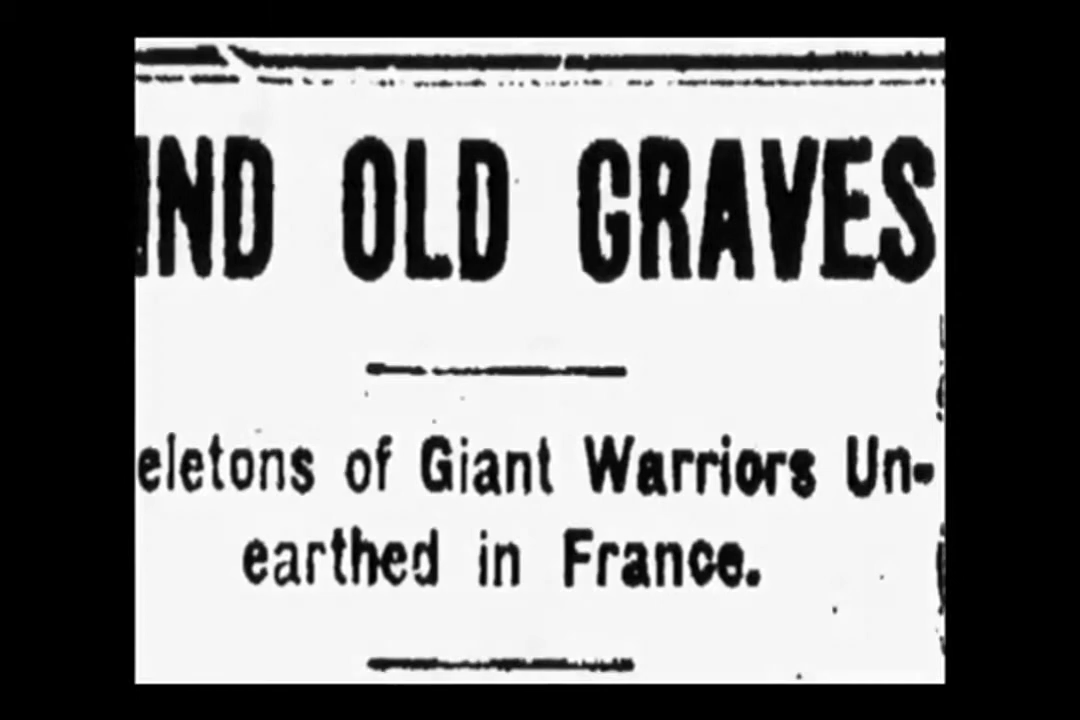 IND OLD GRAVES
eletons of Giant Warriors Un-
earthed in France.